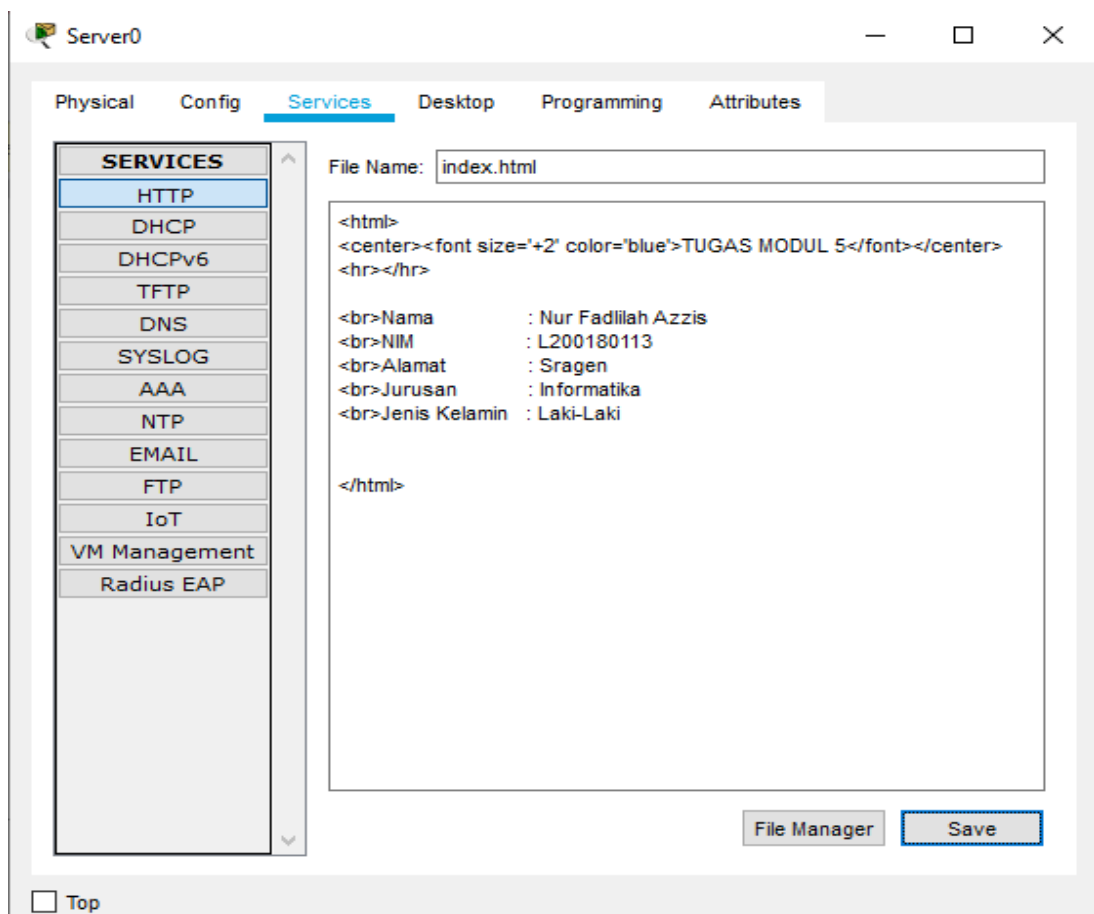 Server0
Physical Config Services Desktop Programming Attributes
SERVICES
HTTP
DHCP
DHCPv6
TFTP
DNS
SYSLOG
AAA
NTP
EMAIL
FTP
IoT
VM Management
Radius EAP
File Name: index.html
<html>
<center><font size='+2' color='blue'>TUGAS MODUL 5</font></center>
<hr></hr>
<br>Nama : Nur Fadlilah Azzis
<br>NIM : L200180113
<br>Alamat : Sragen
<br>Jurusan : Informatika
<br>Jenis Kelamin : Laki-Laki
</html>
File Manager Save
Top